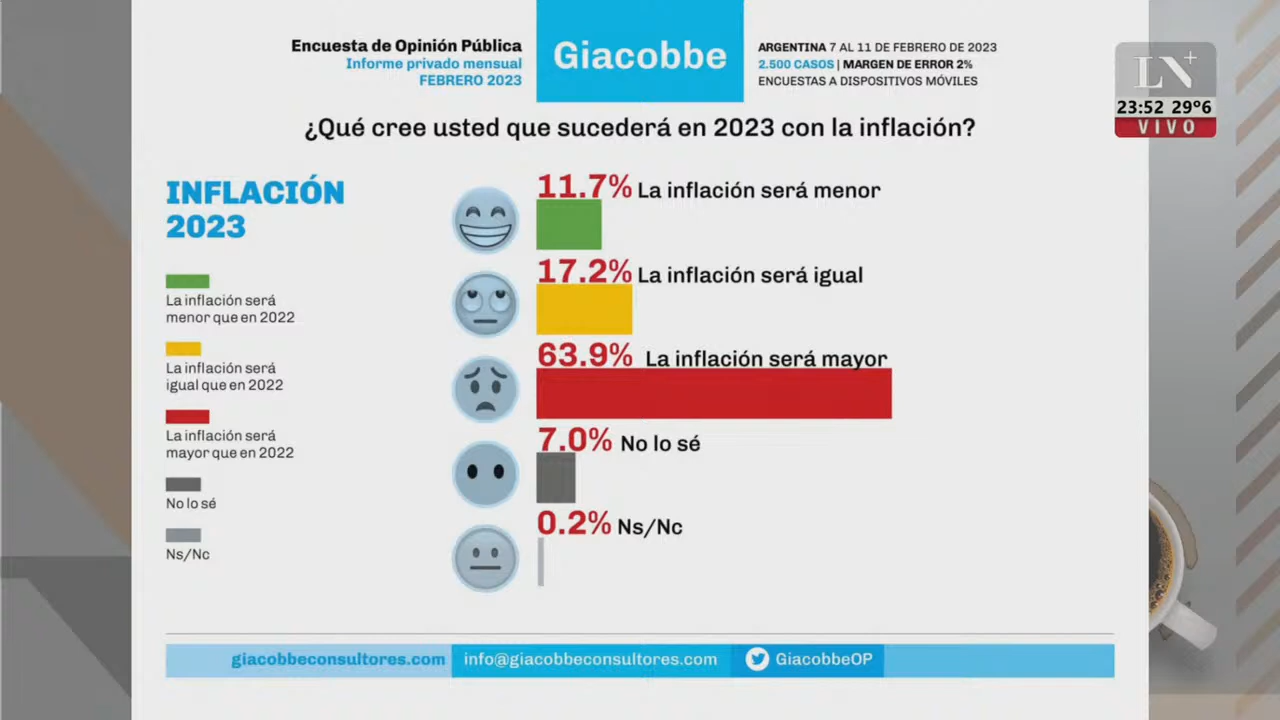 Encuesta de Opinión Pública
Informe privado mensual
FEBRERO 2023
Giacobbe
ARGENTINA 7 AL 11 DE FEBRERO DE 2023
2.500 CASOS | MARGEN DE ERROR 2%
ENCUESTAS A DISPOSITIVOS MÓVILES
LN+
23:52 29º6
VIVO
¿Qué cree usted que sucederá en 2023 con la inflación?
INFLACIÓN
2023
La inflación será
menor que en 2022
La inflación será
igual que en 2022
La inflación será
mayor que en 2022
No lo sé
Ns/Nc
11.7% La inflación será menor
17.2% La inflación será igual
63.9% La inflación será mayor
7.0% No lo sé
0.2% Ns/Nc
giacobbeconsultores.com
info@giacobbeconsultores.com
GiacobbeOP